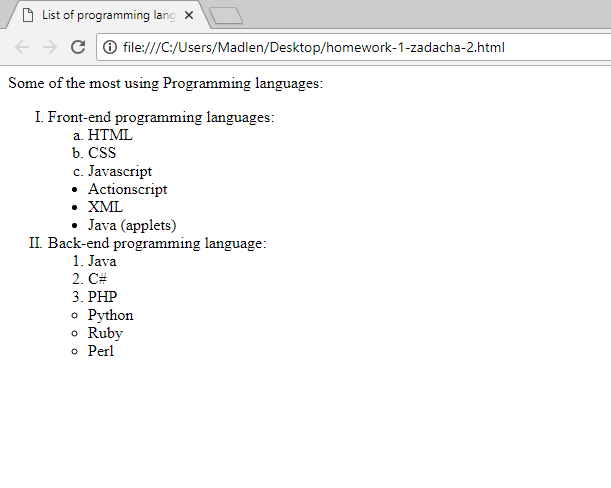 List of programming lang
file:///C:/Users/Madlen/Desktop/homework-1-zadacha-2.html
Some of the most using Programming languages:
I. Front-end programming languages:
a. HTML
b. CSS
c. Javascript
• Actionscript
• XML
• Java (applets)
II. Back-end programming language:
1. Java
2. C#
3. PHP
◦ Python
◦ Ruby
◦ Perl